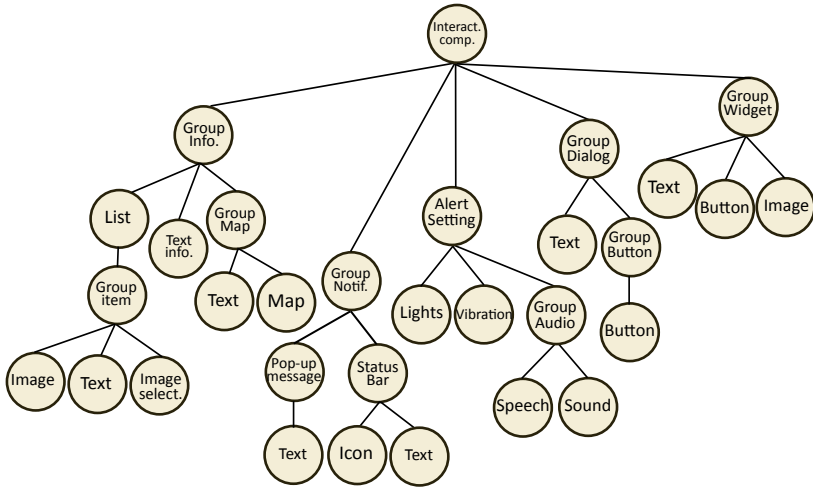 Interact.
comp.
Group
Info.
Group
Widget
Group
Dialog
List
Text
info.
Group
Map
Alert
Setting
Text
Group
Button
Text
Button
Image
Group
item
Text
Map
Group
Notif.
Lights
Vibration
Group
Audio
Button
Image
Text
Image
select.
Pop-up
message
Status
Bar
Speech
Sound
Text
Icon
Text